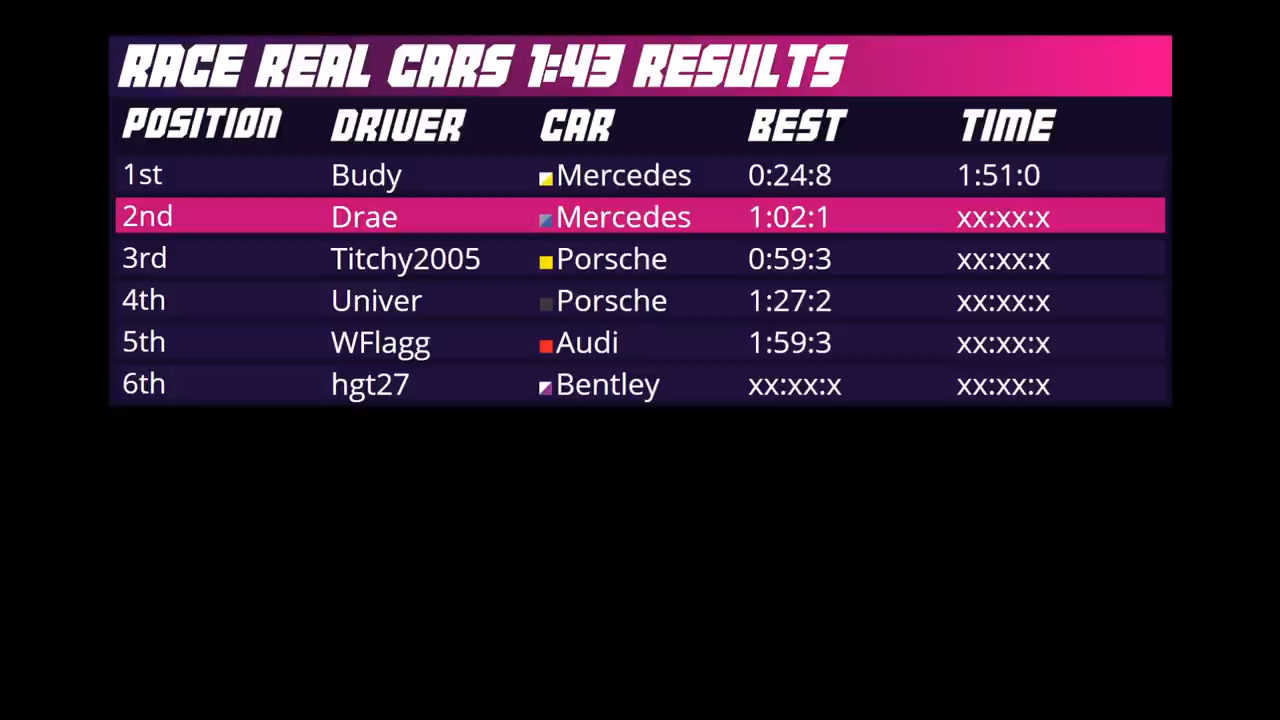 RACE REAL CARS 1:43 RESULTS
POSITION DRIVER CAR BEST TIME
1st Budy Mercedes 0:24:8 1:51:0
2nd Drae Mercedes 1:02:1 xx:xx:x
3rd Titchy2005 Porsche 0:59:3 xx:xx:x
4th Univer Porsche 1:27:2 xx:xx:x
5th WFlagg Audi 1:59:3 xx:xx:x
6th hgt27 Bentley xx:xx:x xx:xx:x